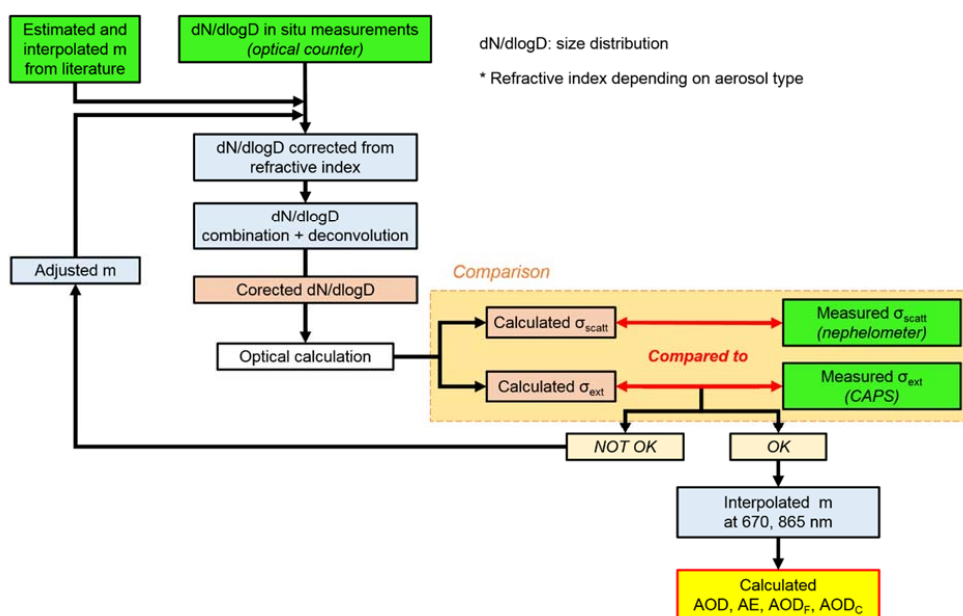 Estimated and
interpolated m
from literature
dN/dlogD in situ measurements
(optical counter)
dN/dlogD: size distribution
* Refractive index depending on aerosol type
dN/dlogD corrected from
refractive index
dN/dlogD
combination + deconvolution
Adjusted m
Corected dN/dlogD
Optical calculation
Comparison
Calculated σscatt
Measured σscatt
(nephelometer)
Compared to
Calculated σext
Measured σext
(CAPS)
NOT OK
OK
Interpolated m
at 670, 865 nm
Calculated
AOD, AE, AODF, AODC